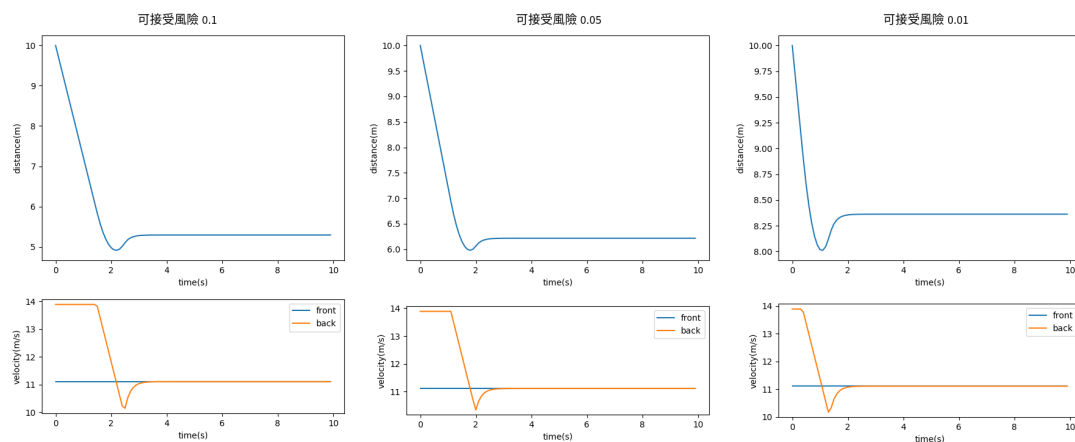 可接受風險 0.1
10
9
8
7
6
5
distance(m)
0 2 4 6 8 10
time(s)
14
13
12
11
10
velocity(m/s)
front
back
0 2 4 6 8 10
time(s)
可接受風險 0.05
10.0
9.5
9.0
8.5
8.0
7.5
7.0
6.5
6.0
distance(m)
0 2 4 6 8 10
time(s)
14
13
12
11
velocity(m/s)
front
back
0 2 4 6 8 10
time(s)
可接受風險 0.01
10.00
9.75
9.50
9.25
9.00
8.75
8.50
8.25
8.00
distance(m)
0 2 4 6 8 10
time(s)
14
13
12
11
10
velocity(m/s)
front
back
0 2 4 6 8 10
time(s)